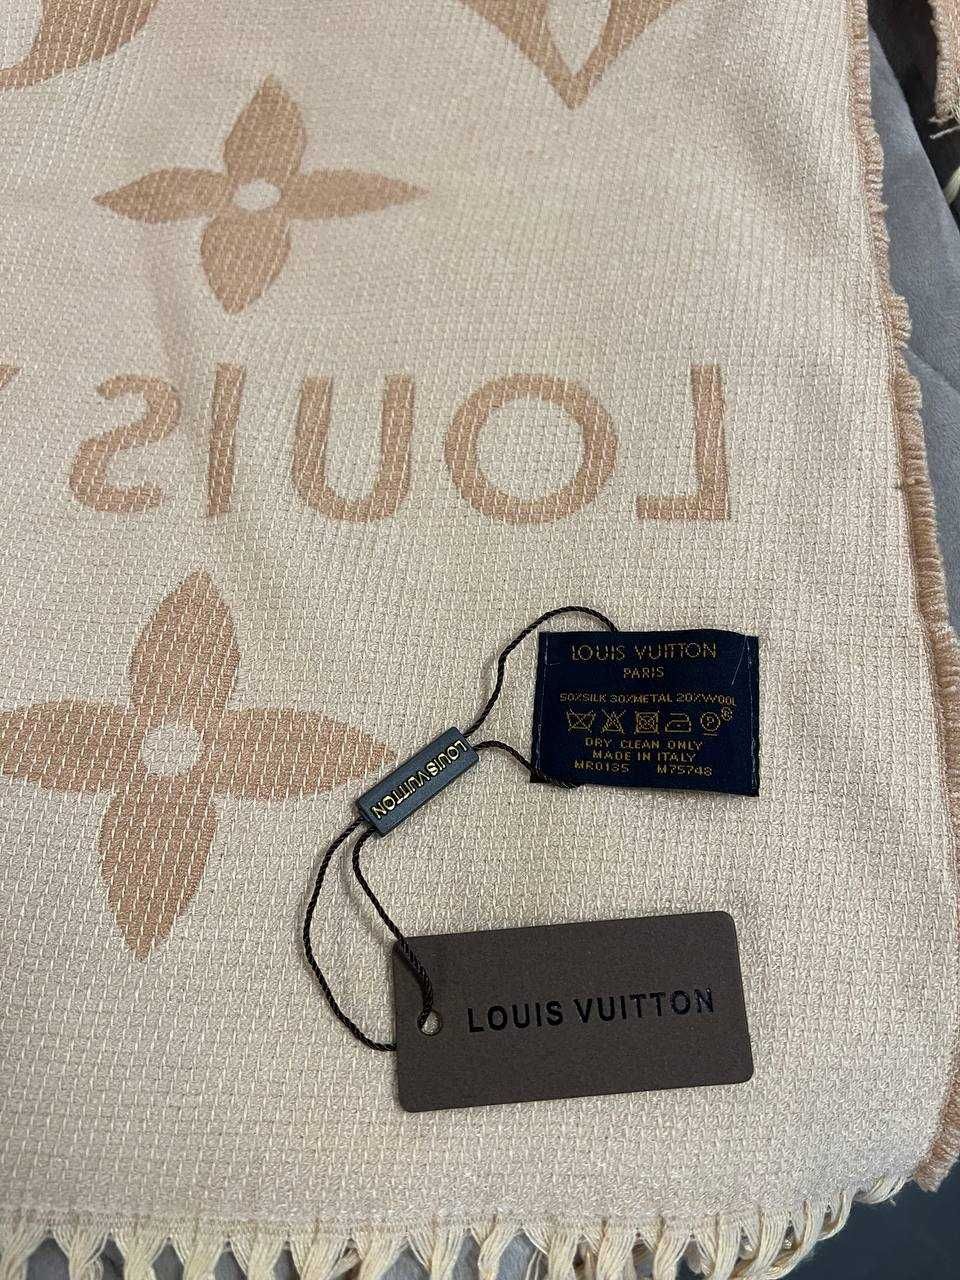 LOUIS
LOUIS VUITTON
PARIS
50%SILK 30%METAL 20%WOOL
P
DRY CLEAN ONLY
MADE IN ITALY
MR0135 M75748
LOUIS VUITTON
LOUIS VUITTON